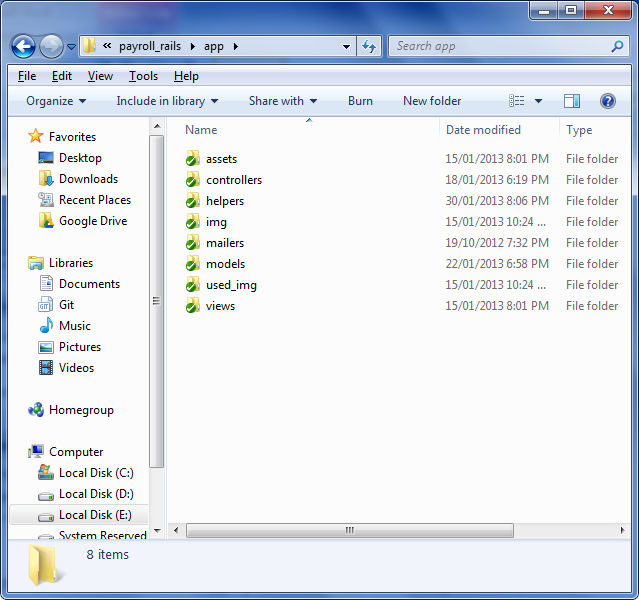 « payroll_rails ▸ app ▸
Search app
File Edit View Tools Help
Organize Include in library Share with Burn New folder
Favorites
Desktop
Downloads
Recent Places
Google Drive
Libraries
Documents
Git
Music
Pictures
Videos
Homegroup
Computer
Local Disk (C:)
Local Disk (D:)
Local Disk (E:)
System Reserved
Name Date modified Type
assets 15/01/2013 8:01 PM File folder
controllers 18/01/2013 6:19 PM File folder
helpers 30/01/2013 8:06 PM File folder
img 15/01/2013 10:24 ... File folder
mailers 19/10/2012 7:32 PM File folder
models 22/01/2013 6:58 PM File folder
used_img 15/01/2013 10:24 ... File folder
views 15/01/2013 8:01 PM File folder
8 items